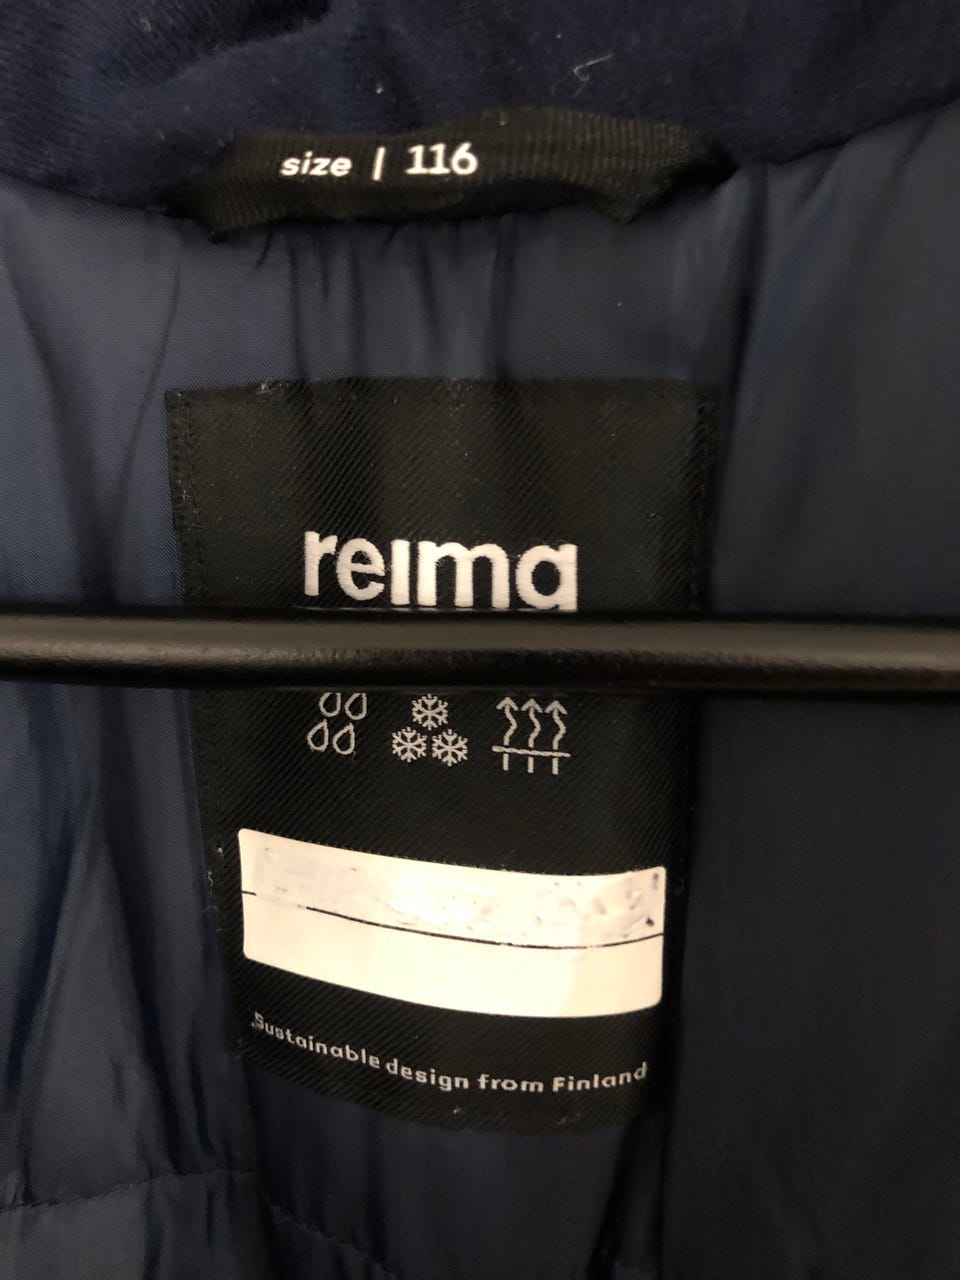 size | 116
reima
Sustainable design from Finland